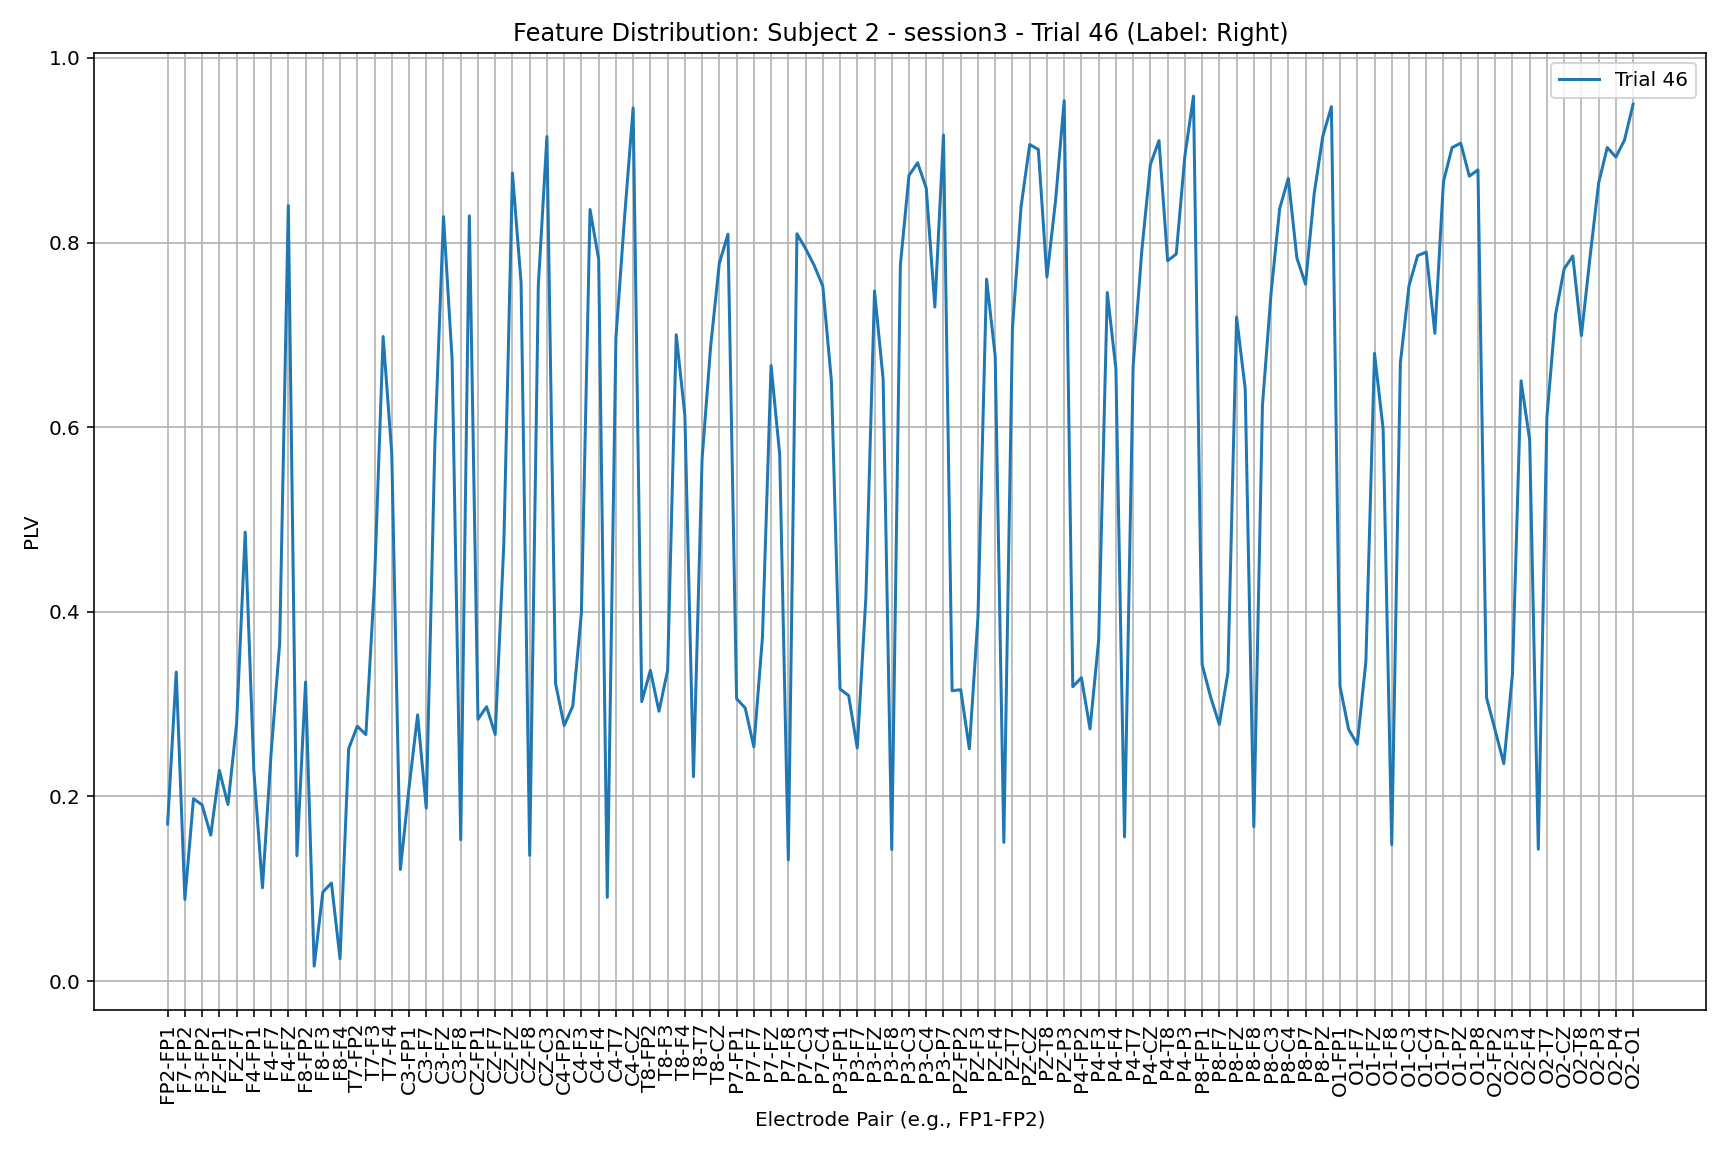 Feature Distribution: Subject 2 - session3 - Trial 46 (Label: Right)
Trial 46
1.0
0.8
0.6
0.4
0.2
0.0
PLV
FP2-FP1
F7-FP2
F3-FP2
FZ-FP1
FZ-F7
F4-FP1
F4-F7
F4-FZ
F8-FP2
F8-F3
F8-F4
T7-FP2
T7-F3
T7-F4
C3-FP1
C3-F7
C3-FZ
C3-F8
CZ-FP1
CZ-F7
CZ-FZ
CZ-F8
CZ-C3
C4-FP2
C4-F3
C4-F4
C4-T7
C4-CZ
T8-FP2
T8-F3
T8-F4
T8-T7
T8-CZ
P7-FP1
P7-F7
P7-FZ
P7-F8
P7-C3
P7-C4
P3-FP1
P3-F7
P3-FZ
P3-F8
P3-C3
P3-C4
P3-P7
PZ-FP2
PZ-F3
PZ-F4
PZ-T7
PZ-CZ
PZ-T8
PZ-P3
P4-FP2
P4-F3
P4-F4
P4-T7
P4-CZ
P4-T8
P4-P3
P8-FP1
P8-F7
P8-FZ
P8-F8
P8-C3
P8-C4
P8-P7
P8-PZ
O1-FP1
O1-F7
O1-FZ
O1-F8
O1-C3
O1-C4
O1-P7
O1-PZ
O1-P8
O2-FP2
O2-F3
O2-F4
O2-T7
O2-CZ
O2-T8
O2-P3
O2-P4
O2-O1
Electrode Pair (e.g., FP1-FP2)